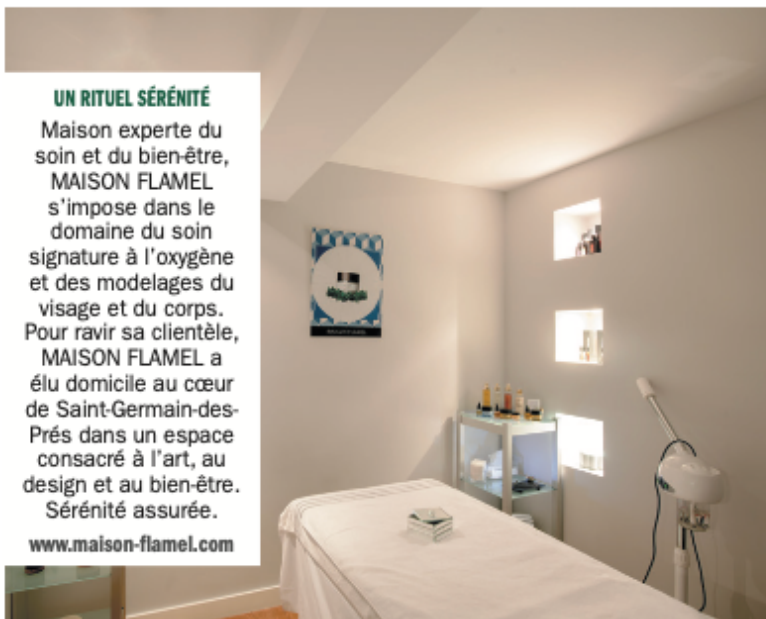 UN RITUEL SÉRÉNITÉ
Maison experte du
soin et du bien-être,
MAISON FLAMEL
s'impose dans le
domaine du soin
signature à l'oxygène
et des modelages du
visage et du corps.
Pour ravir sa clientèle,
MAISON FLAMEL a
élu domicile au cœur
de Saint-Germain-des-
Prés dans un espace
consacré à l'art, au
design et au bien-être.
Sérénité assurée.
www.maison-flamel.com